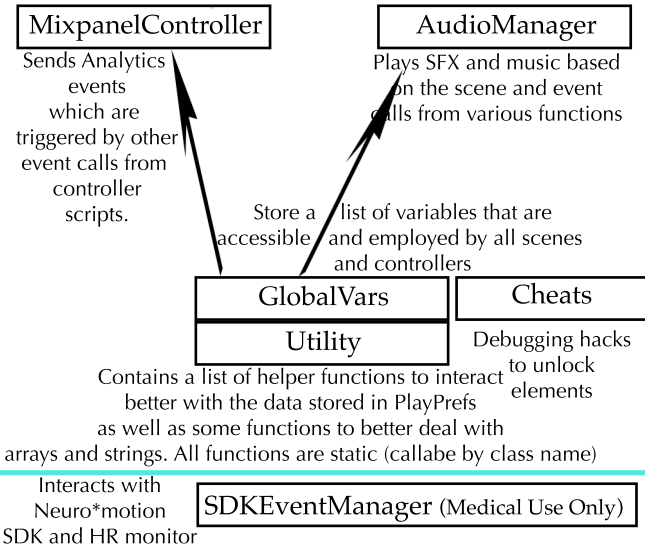 MixpanelController
Sends Analytics
events
which are
triggered by other
event calls from
controller
scripts.
AudioManager
Plays SFX and music based
on the scene and event
calls from various functions
Store a list of variables that are
accessible and employed by all scenes
and controllers
GlobalVars
Utility
Contains a list of helper functions to interact
better with the data stored in PlayPrefs
as well as some functions to better deal with
arrays and strings. All functions are static (callabe by class name)
Cheats
Debugging hacks
to unlock
elements
Interacts with
Neuro*motion
SDK and HR monitor
SDKEventManager (Medical Use Only)